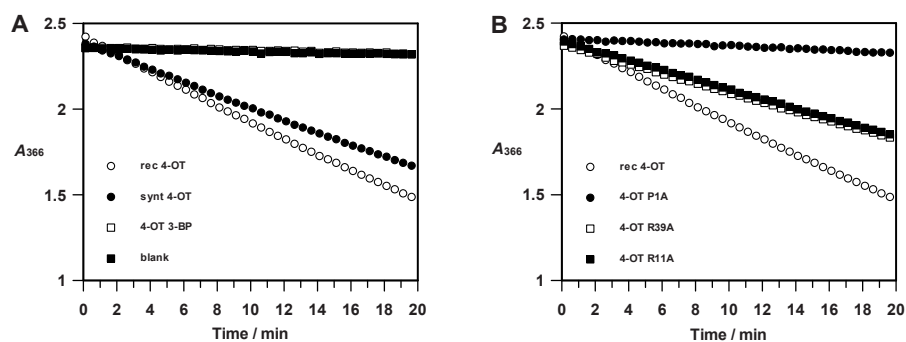 A
2.5
2
A366
1.5
1
rec 4-OT
synt 4-OT
4-OT 3-BP
blank
0 2 4 6 8 10 12 14 16 18 20
Time / min
B
2.5
2
A366
1.5
1
rec 4-OT
4-OT P1A
4-OT R39A
4-OT R11A
0 2 4 6 8 10 12 14 16 18 20
Time / min